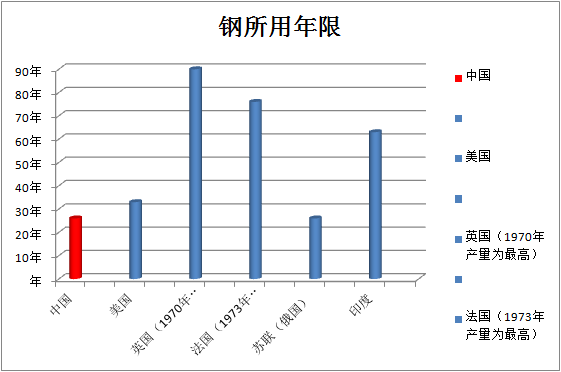 钢所用年限
90年
80年
70年
60年
50年
40年
30年
20年
10年
年
中国
美国
英国（1970年..
法国（1973年..
苏联（俄国）
印度
中国
美国
英国（1970年
产量为最高）
法国（1973年
产量为最高）